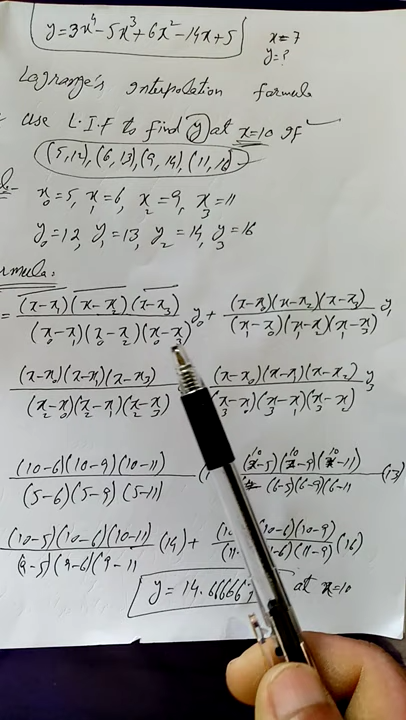 y = 3x⁴ - 5x³ + 6x² - 14x + 5
x = 7
y = ?
Lagrange's interpolation formula
Use L.I.F to find y at x = 10 if
(5,12), (6,13), (9,14), (11,16)
x₀ = 5, x₁ = 6, x₂ = 9, x₃ = 11
y₀ = 12, y₁ = 13, y₂ = 14, y₃ = 16
= (x-x₁)(x-x₂)(x-x₃) / (x₀-x₁)(x₀-x₂)(x₀-x₃) y₀ + (x-x₀)(x-x₂)(x-x₃) / (x₁-x₀)(x₁-x₂)(x₁-x₃) y₁
(x-x₀)(x-x₁)(x-x₃) / (x₂-x₀)(x₂-x₁)(x₂-x₃) (x-x₀)(x-x₁)(x-x₂) / (x₃-x₀)(x₃-x₁)(x₃-x) y₃
(10-6)(10-9)(10-11) / (5-6)(5-9)(5-11) (10-5)(10-9)(10-11) / (6-5)(6-9)(6-11 (13)
(10-5)(10-6)(10-11) / (9-5)(9-6)(9-11 (14) + (10-6)(10-9) / (11-9) (16)
y = 14.66666 at x = 10